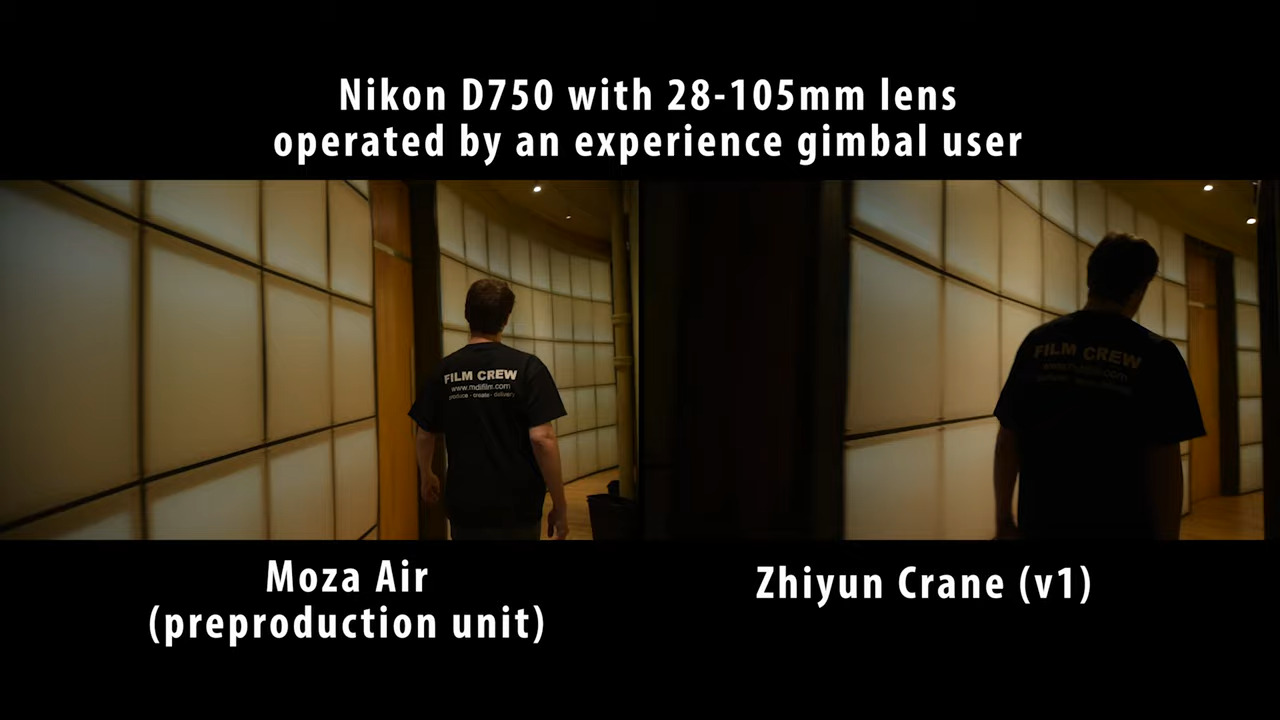 Nikon D750 with 28-105mm lens
operated by an experience gimbal user
FILM CREW
www.mdifilm.com
produce - create - delivery
FILM CREW
Moza Air
(preproduction unit)
Zhiyun Crane (v1)